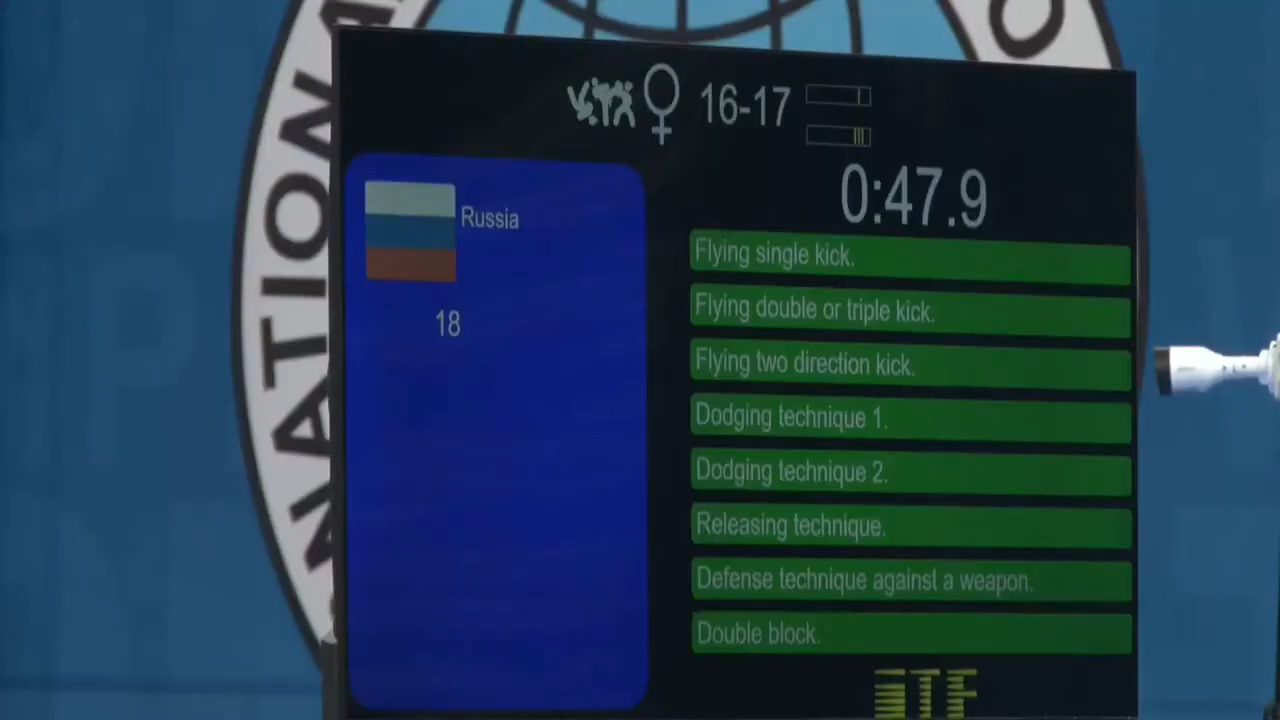 NATIONA
16-17
0:47.9
Russia
18
Flying single kick.
Flying double or triple kick.
Flying two direction kick.
Dodging technique 1.
Dodging technique 2.
Releasing technique.
Defense technique against a weapon.
Double block.
ITF